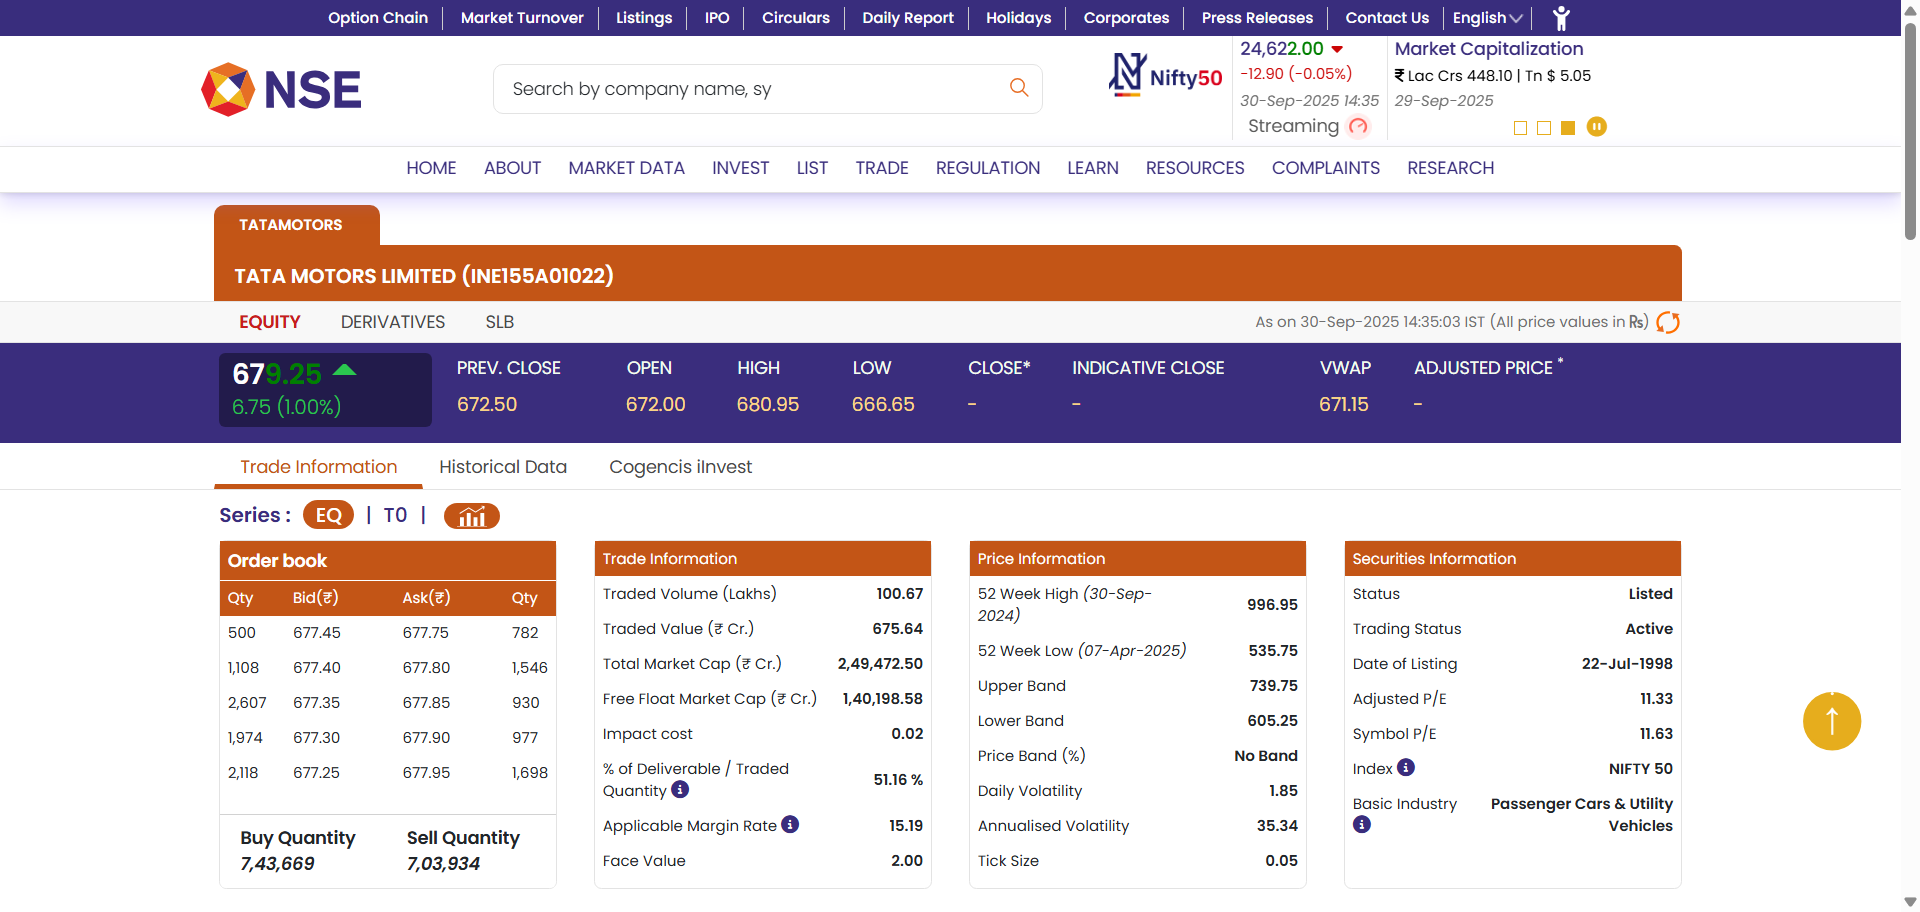 Option Chain Market Turnover Listings IPO Circulars Daily Report Holidays Corporates Press Releases Contact Us English
NSE
Search by company name, sy
Nifty50
24,622.00
-12.90 (-0.05%)
30-Sep-2025 14:35
Streaming
Market Capitalization
₹ Lac Crs 448.10 | Tn $ 5.05
29-Sep-2025
HOME ABOUT MARKET DATA INVEST LIST TRADE REGULATION LEARN RESOURCES COMPLAINTS RESEARCH
TATAMOTORS
TATA MOTORS LIMITED (INE155A01022)
EQUITY DERIVATIVES SLB
As on 30-Sep-2025 14:35:03 IST (All price values in ₨)
679.25
6.75 (1.00%)
PREV. CLOSE OPEN HIGH LOW CLOSE* INDICATIVE CLOSE VWAP ADJUSTED PRICE *
672.50 672.00 680.95 666.65 - - 671.15 -
Trade Information Historical Data Cogencis iInvest
Series : EQ | T0 |
Order book
Qty Bid(₹) Ask(₹) Qty
500 677.45 677.75 782
1,108 677.40 677.80 1,546
2,607 677.35 677.85 930
1,974 677.30 677.90 977
2,118 677.25 677.95 1,698
Buy Quantity Sell Quantity
7,43,669 7,03,934
Trade Information
Traded Volume (Lakhs) 100.67
Traded Value (₹ Cr.) 675.64
Total Market Cap (₹ Cr.) 2,49,472.50
Free Float Market Cap (₹ Cr.) 1,40,198.58
Impact cost 0.02
% of Deliverable / Traded
Quantity 51.16 %
Applicable Margin Rate 15.19
Face Value 2.00
Price Information
52 Week High (30-Sep-
2024) 996.95
52 Week Low (07-Apr-2025) 535.75
Upper Band 739.75
Lower Band 605.25
Price Band (%) No Band
Daily Volatility 1.85
Annualised Volatility 35.34
Tick Size 0.05
Securities Information
Status Listed
Trading Status Active
Date of Listing 22-Jul-1998
Adjusted P/E 11.33
Symbol P/E 11.63
Index NIFTY 50
Basic Industry Passenger Cars & Utility
Vehicles